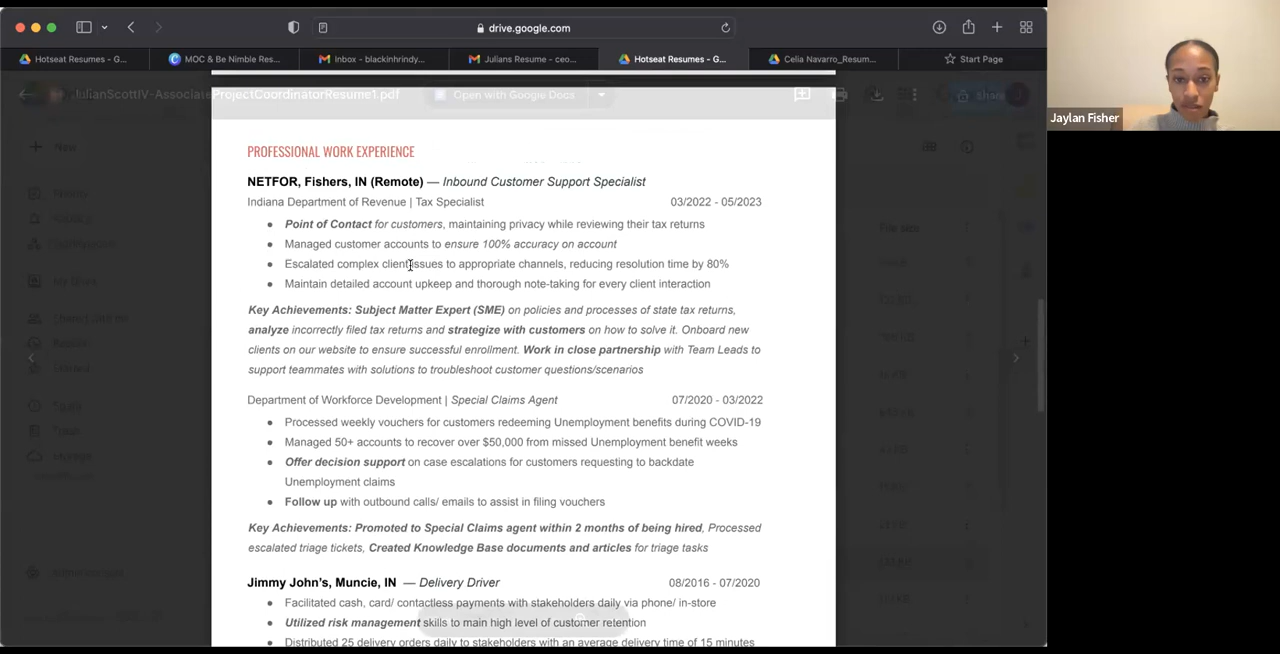 drive.google.com
Hotseat Resumes - G...
MOC & Be Nimble Res...
Inbox - blackinhrindy...
Julians Resume - ceo...
Hotseat Resumes - G...
Celia Navarro_Resum...
Start Page
JulianScottIV-AssociateProjectCoordinatorResume1.pdf
Open with Google Docs
Share
New
File size
Jaylan Fisher
PROFESSIONAL WORK EXPERIENCE
NETFOR, Fishers, IN (Remote) — Inbound Customer Support Specialist
Indiana Department of Revenue | Tax Specialist 03/2022 - 05/2023
● Point of Contact for customers, maintaining privacy while reviewing their tax returns
● Managed customer accounts to ensure 100% accuracy on account
● Escalated complex client issues to appropriate channels, reducing resolution time by 80%
● Maintain detailed account upkeep and thorough note-taking for every client interaction
Key Achievements: Subject Matter Expert (SME) on policies and processes of state tax returns,
analyze incorrectly filed tax returns and strategize with customers on how to solve it. Onboard new
clients on our website to ensure successful enrollment. Work in close partnership with Team Leads to
support teammates with solutions to troubleshoot customer questions/scenarios
Department of Workforce Development | Special Claims Agent 07/2020 - 03/2022
● Processed weekly vouchers for customers redeeming Unemployment benefits during COVID-19
● Managed 50+ accounts to recover over $50,000 from missed Unemployment benefit weeks
● Offer decision support on case escalations for customers requesting to backdate
Unemployment claims
● Follow up with outbound calls/ emails to assist in filing vouchers
Key Achievements: Promoted to Special Claims agent within 2 months of being hired, Processed
escalated triage tickets, Created Knowledge Base documents and articles for triage tasks
Jimmy John's, Muncie, IN — Delivery Driver 08/2016 - 07/2020
● Facilitated cash, card/ contactless payments with stakeholders daily via phone/ in-store
● Utilized risk management skills to main high level of customer retention
● Distributed 25 delivery orders daily to stakeholders with an average delivery time of 15 minutes